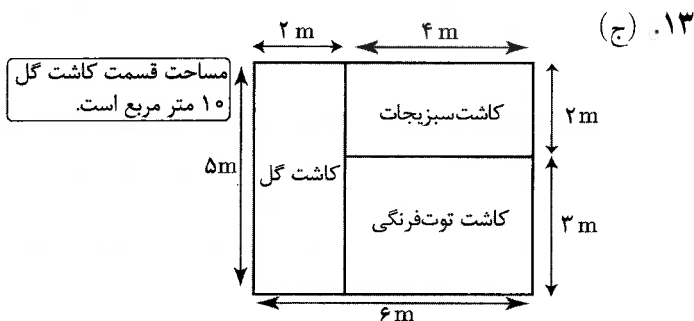 ۱۳. (ج)
۲ m
۴ m
مساحت قسمت کاشت گل
۱۰ متر مربع است.
کاشت‌سبزیجات
۲m
۵m
کاشت گل
کاشت توت‌فرنگی
۳ m
۶ m